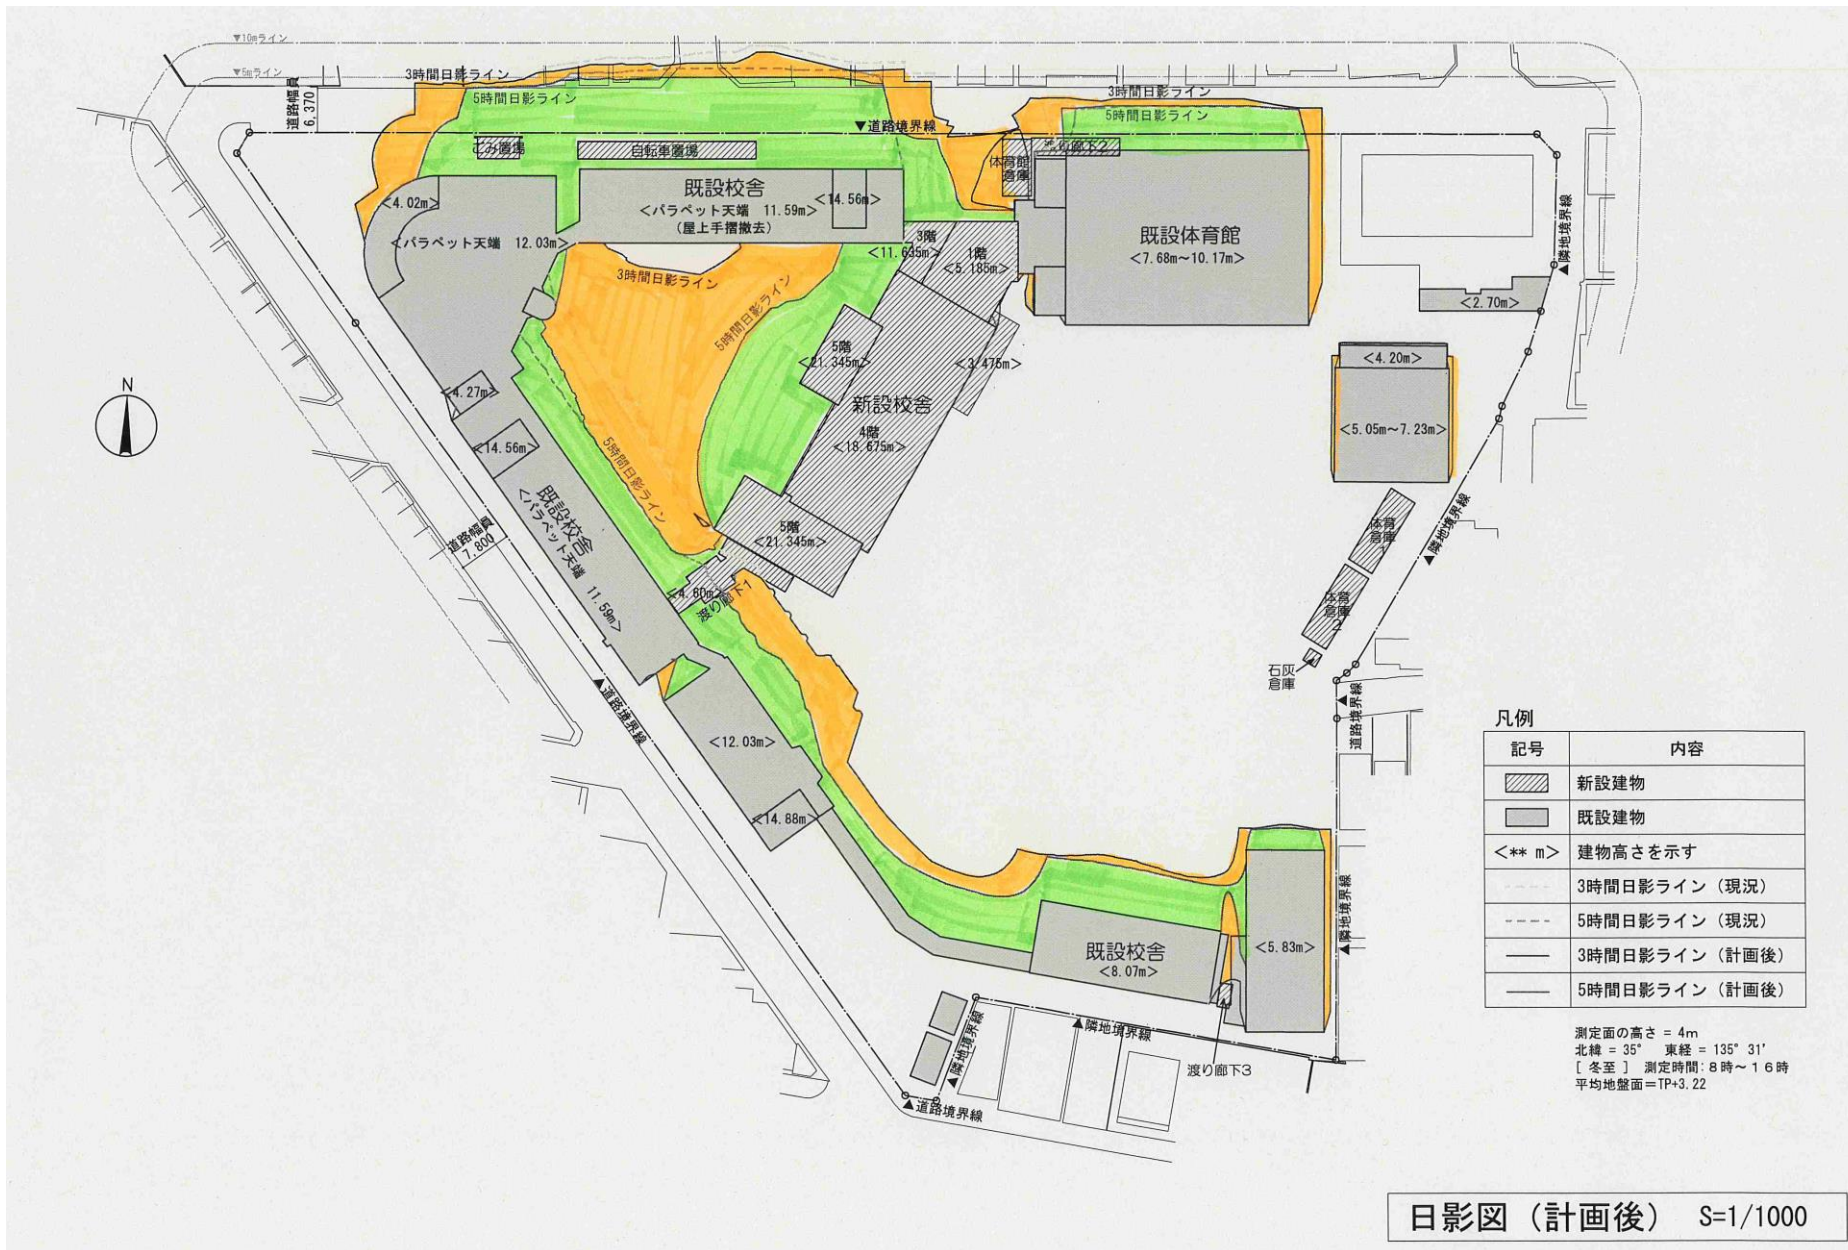 ▼10mライン
▼5mライン
3時間日影ライン
5時間日影ライン
道路幅員
6,370
3時間日影ライン
5時間日影ライン
▼道路境界線
ごみ置場
自転車置場
体育館
倉庫
渡り廊下2
既設校舎
<パラペット天端 11.59m>
(屋上手摺撤去)
<14.56m>
<4.02m>
<パラペット天端 12.03m>
3階
<11.635m>
1階
<5.185m>
既設体育館
<7.68m~10.17m>
▲隣地境界線
<2.70m>
3時間日影ライン
5時間日影ライン
5階
<21.345m>
<3.475m>
新設校舎
4階
<18.675m>
<4.20m>
<5.05m~7.23m>
N
<4.27m>
<14.56m>
5時間日影ライン
既設校舎
<パラペット天端 11.59m>
5階
<21.345m>
道路幅員
7,800
<4.60m>
渡り廊下1
体育
倉庫
1
体育
倉庫
2
▲隣地境界線
石灰
倉庫
▲道路境界線
▲道路境界線
<12.03m>
<14.88m>
既設校舎
<8.07m>
<5.83m>
▲隣地境界線
▲隣地境界線
▲隣地境界線
渡り廊下3
▲道路境界線
凡例
記号 内容
新設建物
既設建物
<** m> 建物高さを示す
3時間日影ライン（現況）
5時間日影ライン（現況）
3時間日影ライン（計画後）
5時間日影ライン（計画後）
測定面の高さ = 4m
北緯 = 35° 東経 = 135° 31'
[ 冬至 ] 測定時間:8時~16時
平均地盤面=TP+3.22
日影図（計画後） S=1/1000